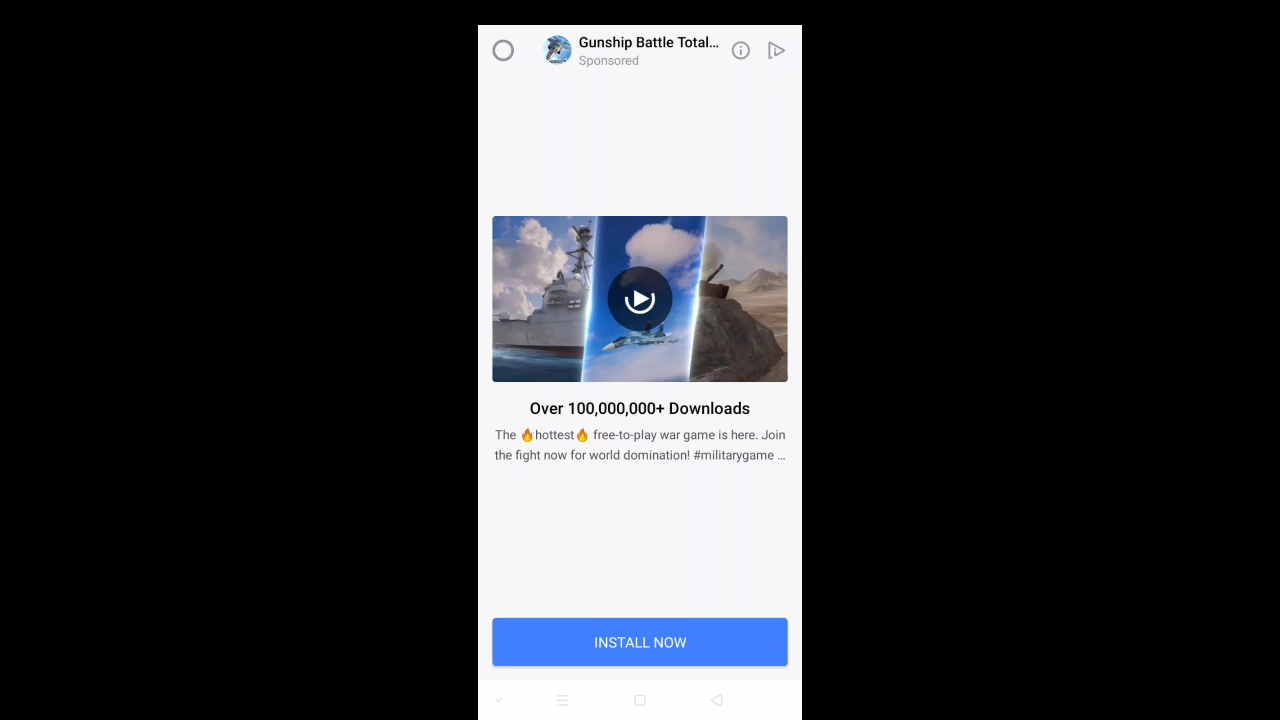 Gunship Battle Total...
Sponsored
Over 100,000,000+ Downloads
The 🔥hottest🔥 free-to-play war game is here. Join
the fight now for world domination! #militarygame ...
INSTALL NOW